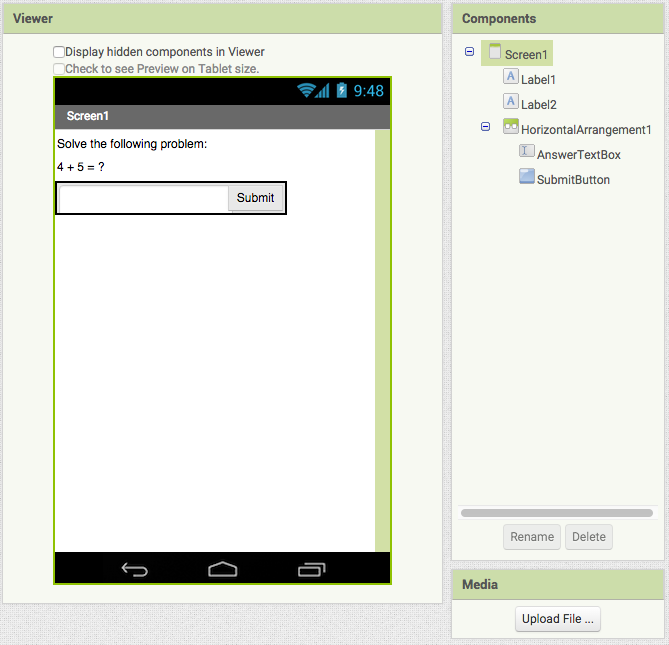 Viewer
Display hidden components in Viewer
Check to see Preview on Tablet size.
9:48
Screen1
Solve the following problem:
4 + 5 = ?
Submit
Components
Screen1
A Label1
A Label2
HorizontalArrangement1
AnswerTextBox
SubmitButton
Rename Delete
Media
Upload File ...